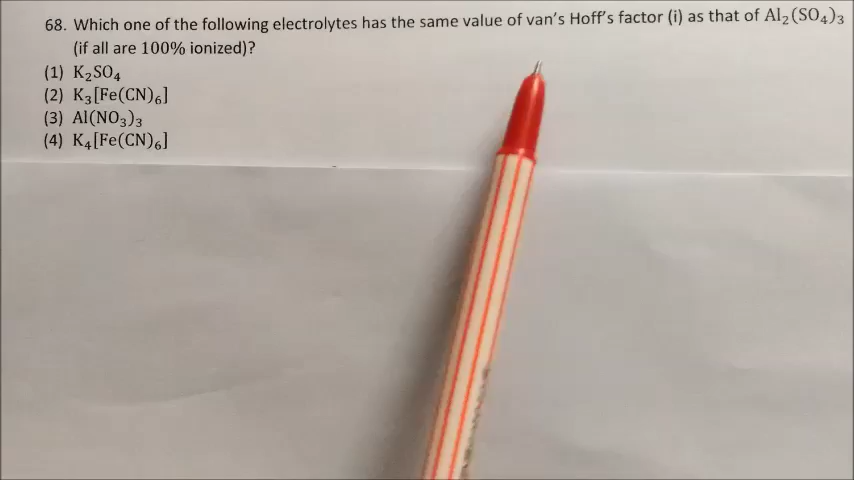 68. Which one of the following electrolytes has the same value of van's Hoff's factor (i) as that of Al₂(SO₄)₃
(if all are 100% ionized)?
(1) K₂SO₄
(2) K₃[Fe(CN)₆]
(3) Al(NO₃)₃
(4) K₄[Fe(CN)₆]